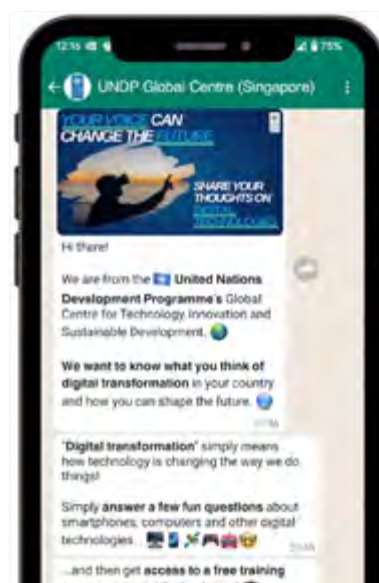 12:16
75%
UNDP Global Centre (Singapore)
YOUR VOICE CAN
CHANGE THE FUTURE
SHARE YOUR
THOUGHTS ON
DIGITAL
TECHNOLOGIES
Hi there!
We are from the United Nations
Development Programme's Global
Centre for Technology, Innovation and
Sustainable Development.
We want to know what you think of
digital transformation in your country
and how you can shape the future.
"Digital transformation" simply means
how technology is changing the way we do
things!
Simply answer a few fun questions about
smartphones, computers and other digital
technologies
...and then get access to a free training